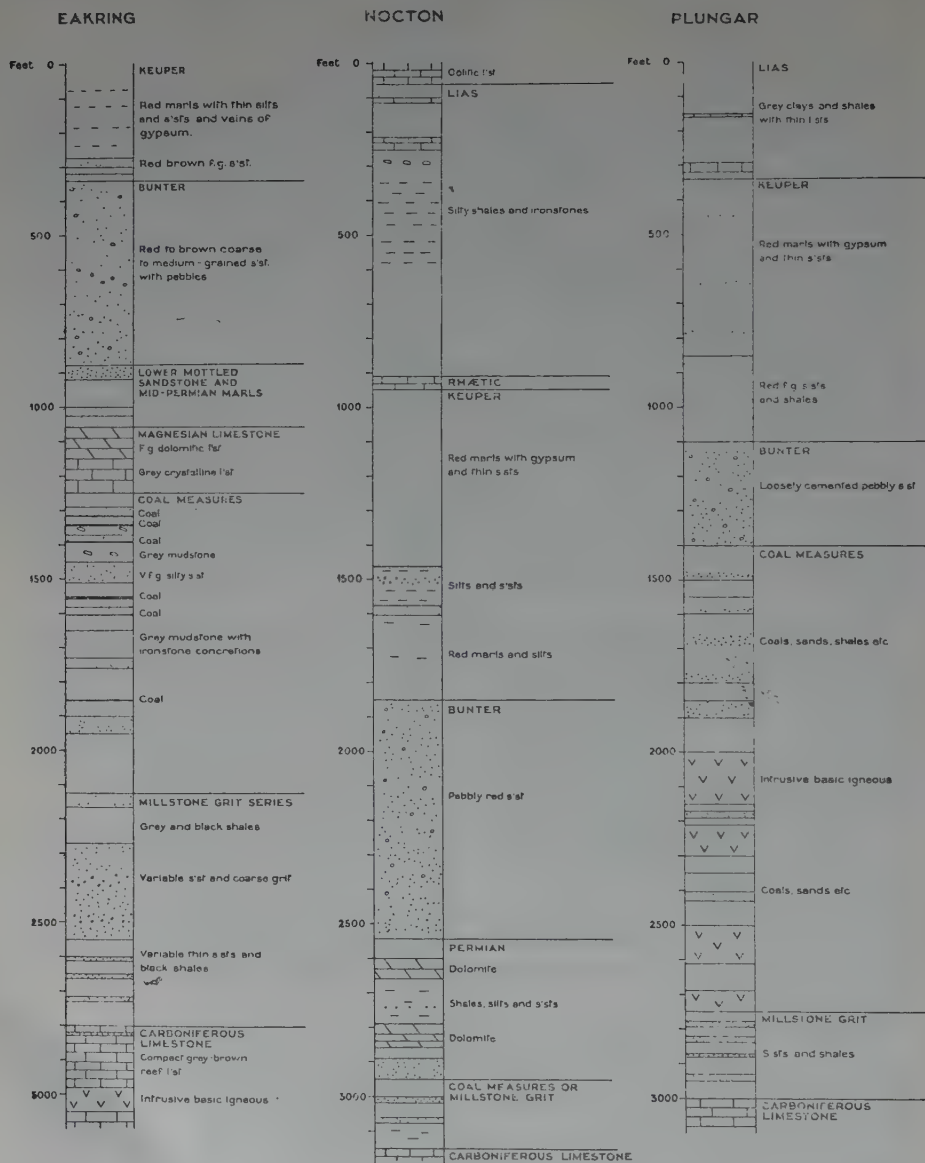 EAKRING
Feet 0
KEUPER
Red marls with thin silts
and s'sts and veins of
gypsum.
Red brown f.g. s'st.
BUNTER
500
Red to brown coarse
to medium - grained s'st.
with pebbles
LOWER MOTTLED
SANDSTONE AND
MID-PERMIAN MARLS
1000
MAGNESIAN LIMESTONE
F g dolomitic l'st
Grey crystalline l'st
COAL MEASURES
Coal
Coal
Coal
Grey mudstone
1500
V f g silty s st
Coal
Coal
Grey mudstone with
ironstone concretions
Coal
2000
MILLSTONE GRIT SERIES
Grey and black shales
Variable s'st and coarse grit
2500
Variable thin s sts and
black shales
CARBONIFEROUS
LIMESTONE
Compact grey-brown
reef l'st
3000
Intrusive basic igneous
NOCTON
Feet 0
Oolitic l'st
LIAS
Silty shales and ironstones
500
RHÆTIC
KEUPER
1000
Red marls with gypsum
and thin s sts
1500
Silts and s'sts
Red marls and silts
BUNTER
2000
Pebbly red s'st
2500
PERMIAN
Dolomite
Shales, silts and s'sts
Dolomite
COAL MEASURES OR
MILLSTONE GRIT
3000
CARBONIFEROUS LIMESTONE
PLUNGAR
Feet 0
LIAS
Grey clays and shales
with thin l sts
KEUPER
500
Red marls with gypsum
and thin s'sts
Red f g s sts
and shales
1000
BUNTER
Loosely cemented pebbly s st
COAL MEASURES
1500
Coals, sands, shales etc
2000
Intrusive basic igneous
Coals, sands etc
2500
MILLSTONE GRIT
S sts and shales
3000
CARBONIFEROUS
LIMESTONE